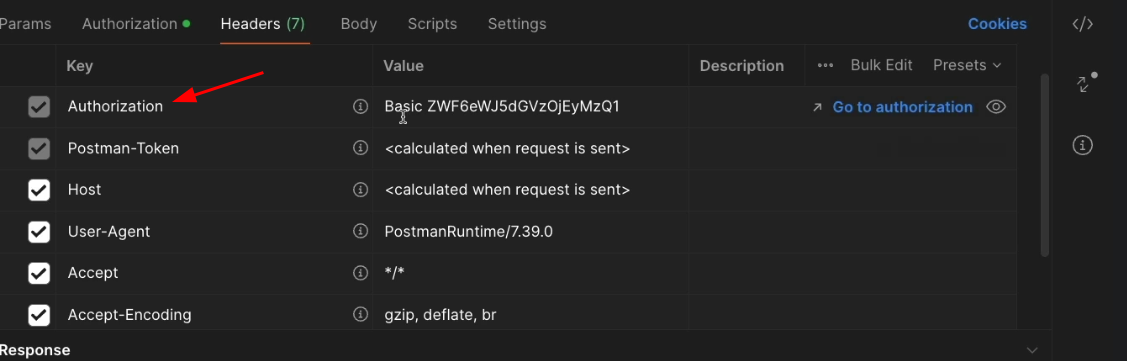 Params Authorization Headers (7) Body Scripts Settings Cookies
Key Value Description ••• Bulk Edit Presets
Authorization Basic ZWF6eWJ5dGVzOjEyMzQ1 Go to authorization
Postman-Token <calculated when request is sent>
Host <calculated when request is sent>
User-Agent PostmanRuntime/7.39.0
Accept */*
Accept-Encoding gzip, deflate, br
Response